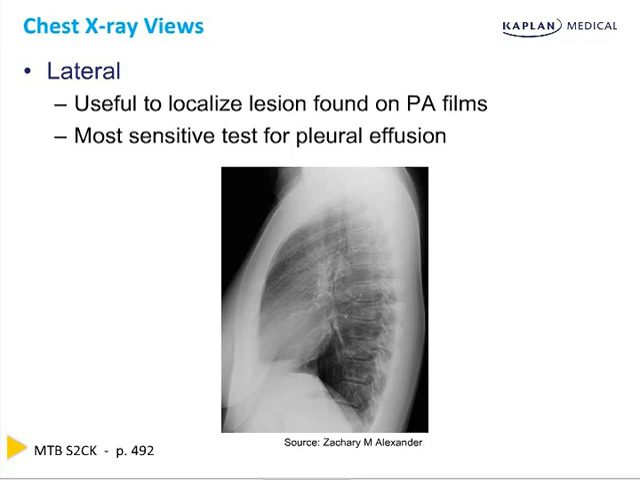 Chest X-ray Views
KAPLAN MEDICAL
• Lateral
– Useful to localize lesion found on PA films
– Most sensitive test for pleural effusion
Source: Zachary M Alexander
MTB S2CK - p. 492